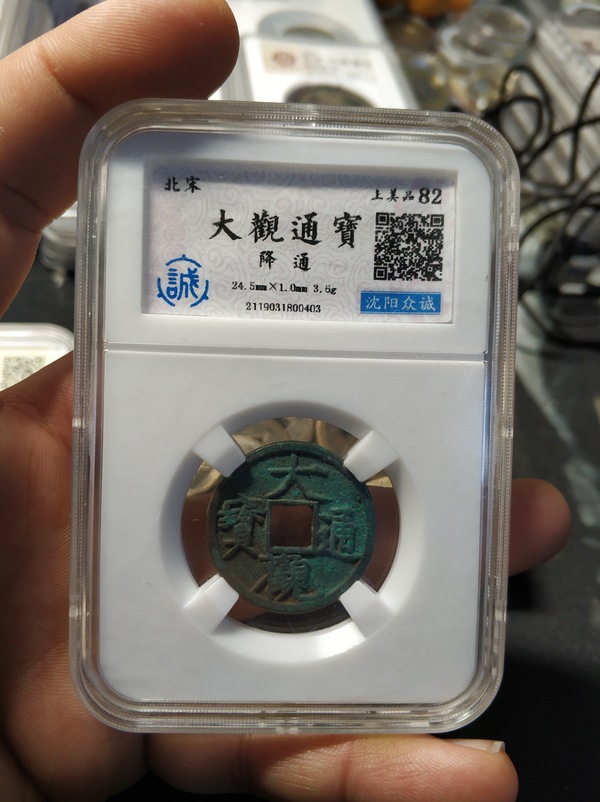 北宋
上美品82
大觀通寶
降通
誠
24.5mm×1.0mm 3.6g
2119031800403
沈阳众诚
大
寶 通
觀